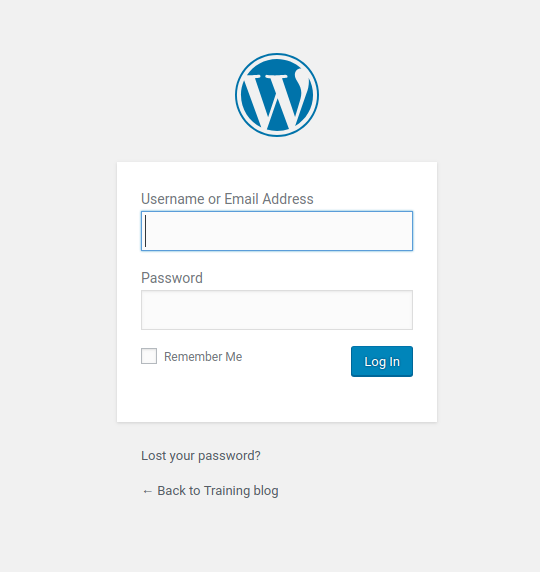 Username or Email Address
Password
Remember Me
Log In
Lost your password?
← Back to Training blog